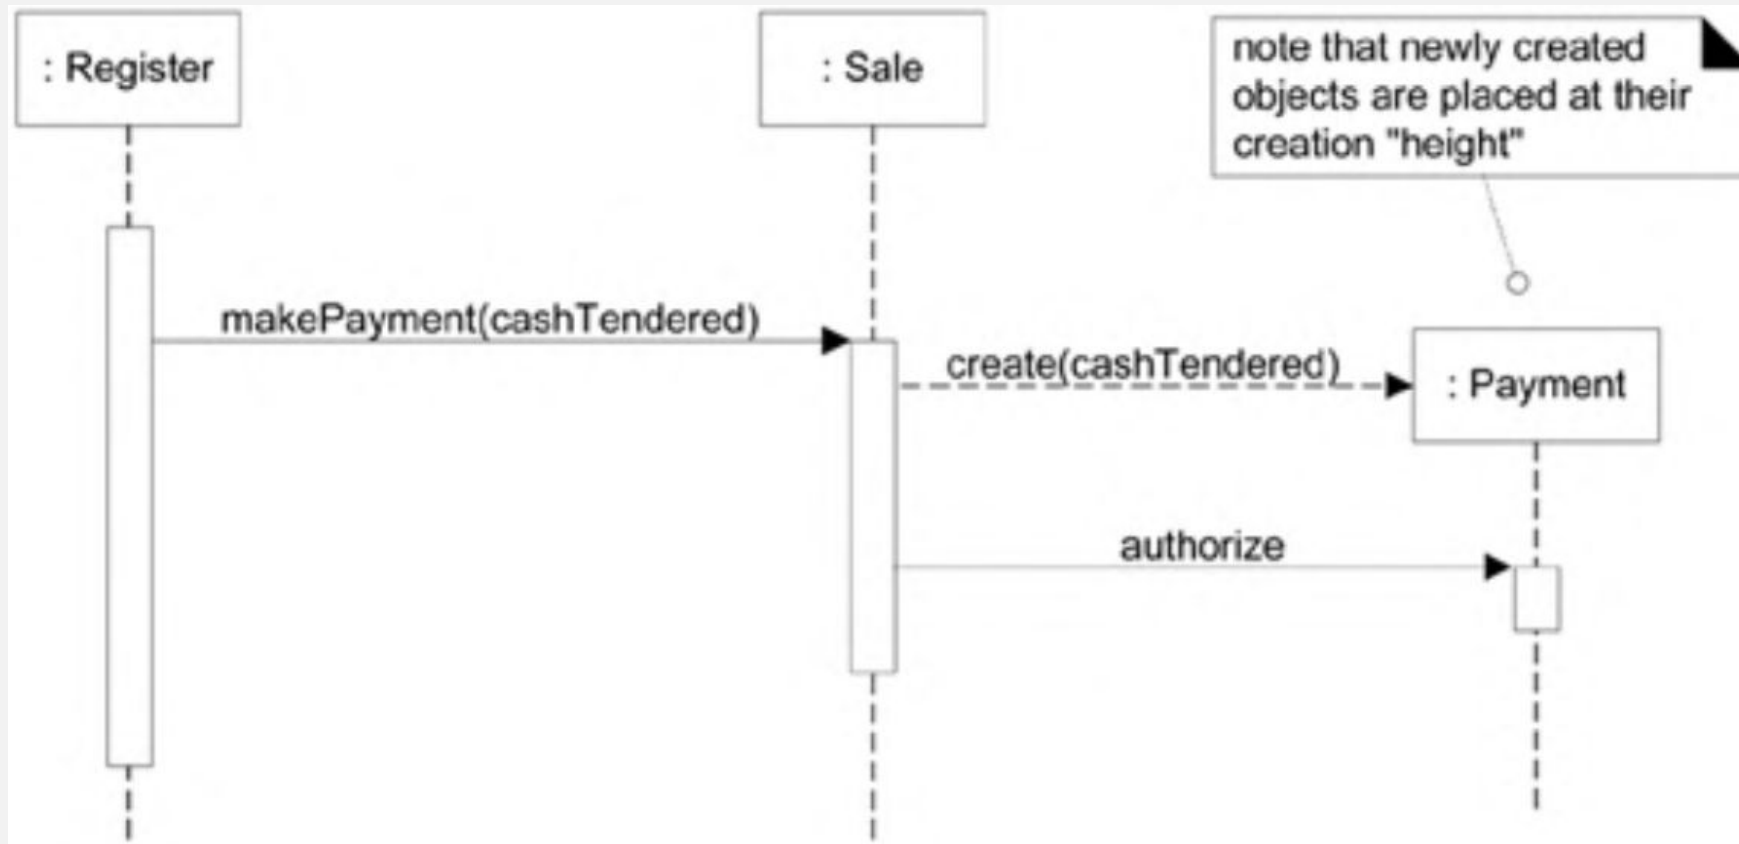 : Register
: Sale
note that newly created
objects are placed at their
creation "height"
makePayment(cashTendered)
create(cashTendered)
: Payment
authorize